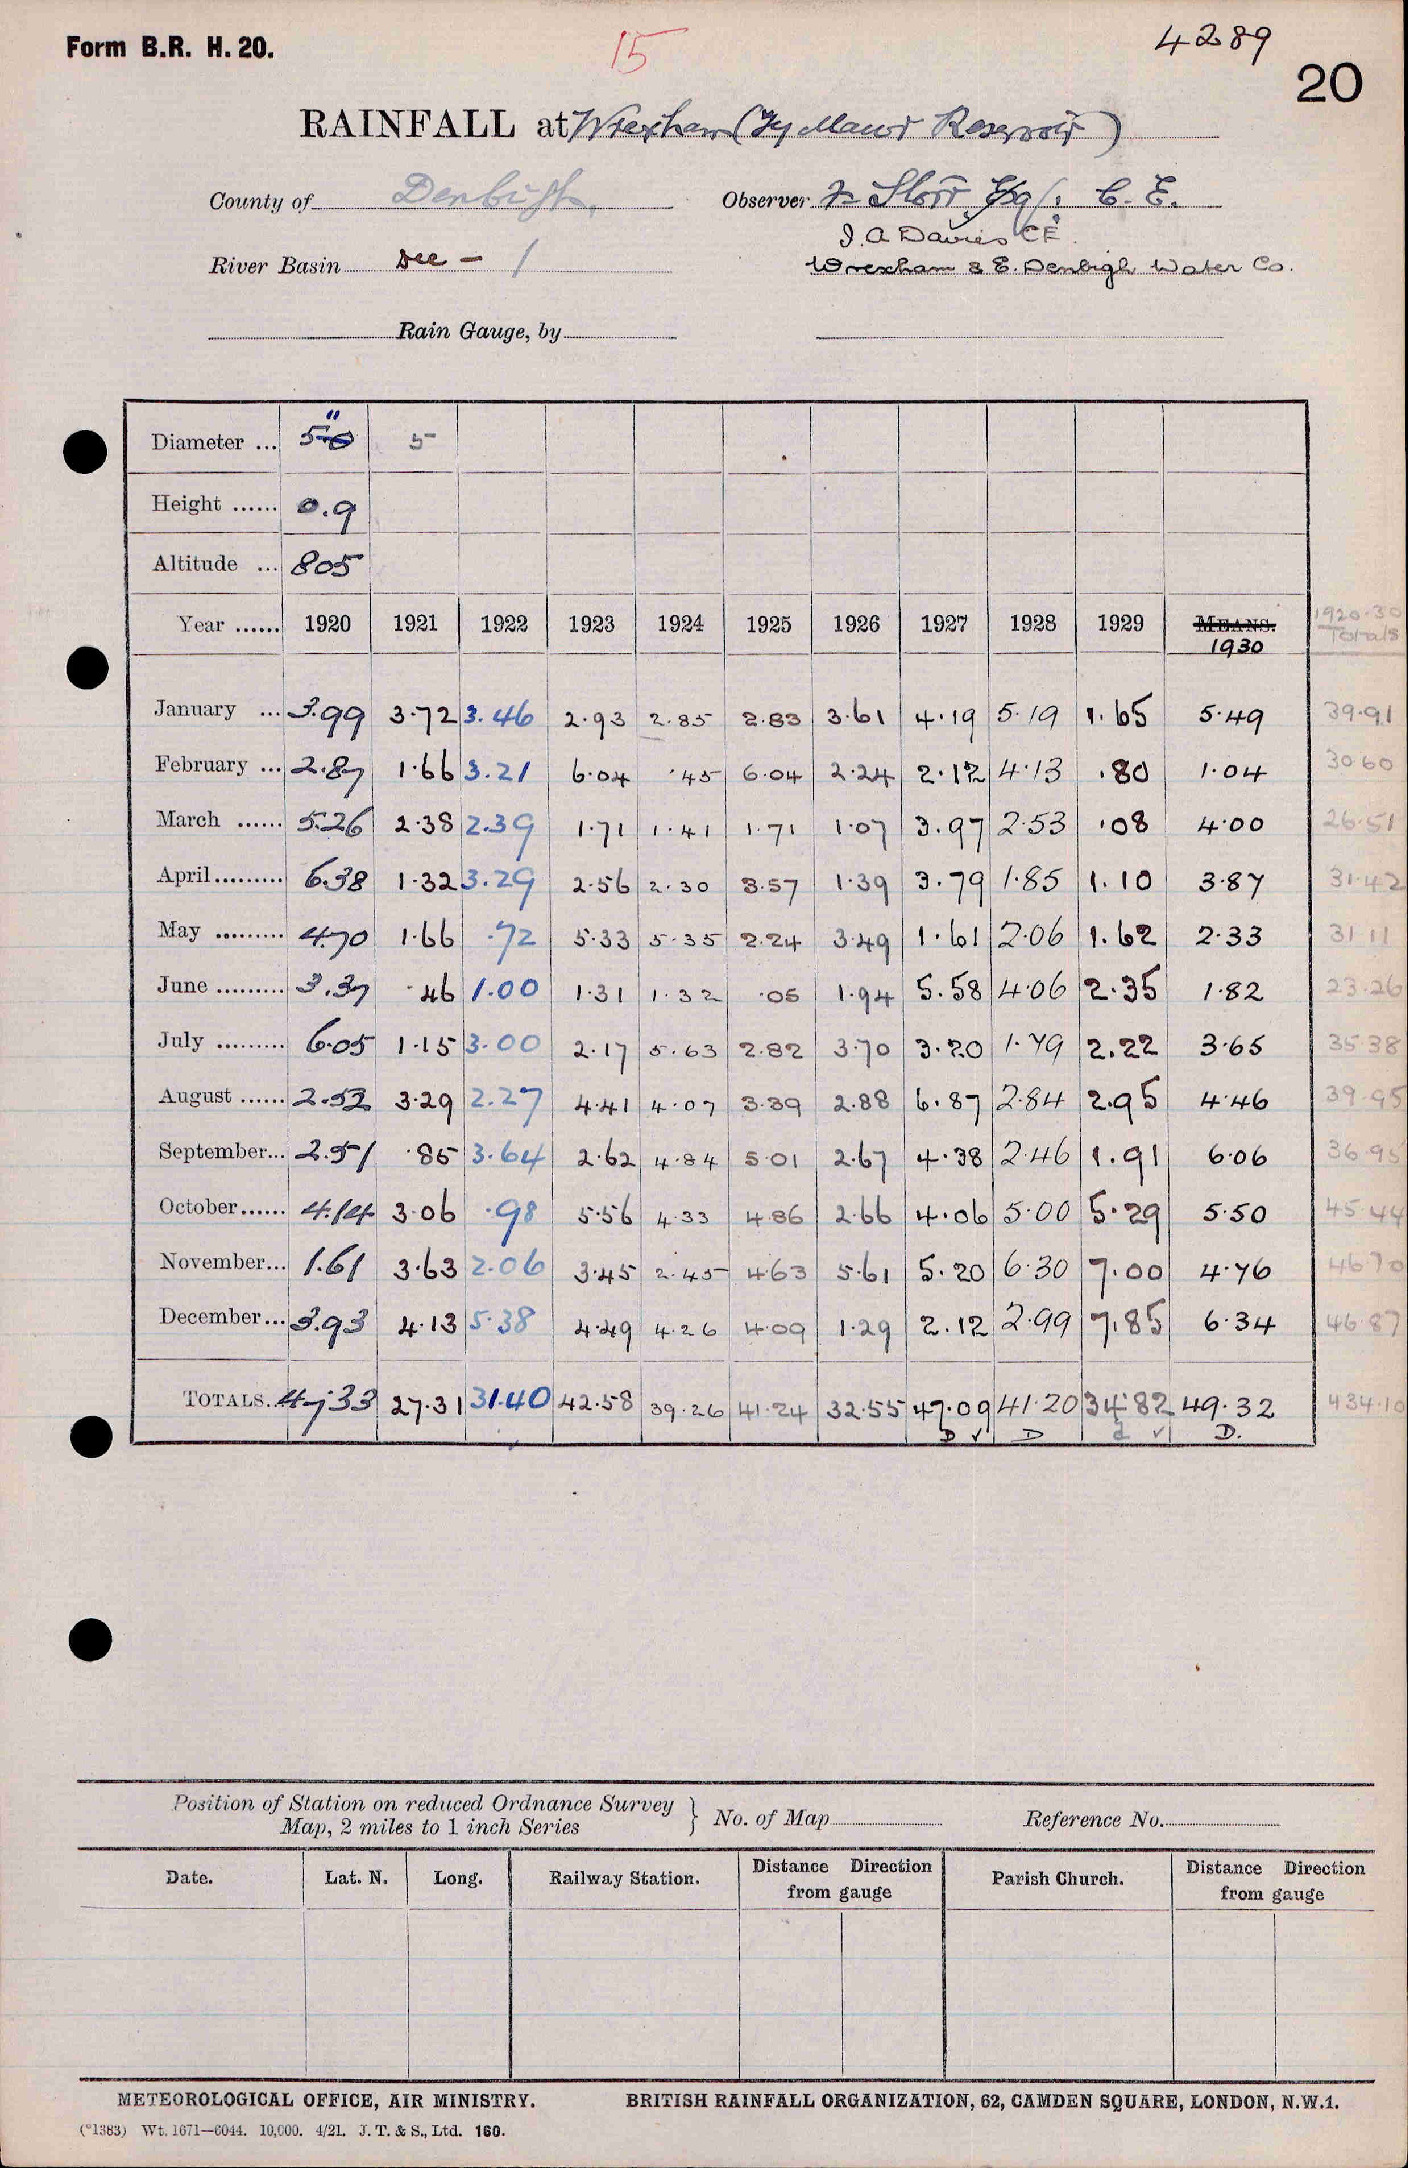 Form B.R. H. 20.
15
4289
20
RAINFALL at Wrexham (Ty Mawr Reservoir)
County of Denbigh. Observer F Storr, Esq., C. E.
J. A Davies CE.
River Basin Dee - 1 Wrexham & E. Denbigh Water Co.
Rain Gauge, by
Diameter ... 5" 5
Height ...... 0.9
Altitude ... 805
Year ...... 1920 1921 1922 1923 1924 1925 1926 1927 1928 1929 MEANS. 1920-30
1930 Totals
January ... 3.99 3.72 3.46 2.93 2.85 2.83 3.61 4.19 5.19 1.65 5.49 39.91
February ... 2.87 1.66 3.21 6.04 .45 6.04 2.24 2.12 4.13 .80 1.04 30.60
March ...... 5.26 2.38 2.39 1.71 1.41 1.71 1.07 3.97 2.53 .08 4.00 26.51
April......... 6.38 1.32 3.29 2.56 2.30 3.57 1.39 3.79 1.85 1.10 3.87 31.42
May ......... 4.70 1.66 .72 5.33 5.35 2.24 3.49 1.61 2.06 1.62 2.33 31.11
June ......... 3.37 .46 1.00 1.31 1.32 .05 1.94 5.58 4.06 2.35 1.82 23.26
July ......... 6.05 1.15 3.00 2.17 5.63 2.82 3.70 3.20 1.79 2.22 3.65 35.38
August ...... 2.52 3.29 2.27 4.41 4.07 3.39 2.88 6.87 2.84 2.95 4.46 39.95
September... 2.51 .85 3.64 2.62 4.84 5.01 2.67 4.38 2.46 1.91 6.06 36.95
October...... 4.14 3.06 .98 5.56 4.33 4.86 2.66 4.06 5.00 5.29 5.50 45.44
November... 1.61 3.63 2.06 3.45 2.45 4.63 5.61 5.20 6.30 7.00 4.76 46.70
December... 3.93 4.13 5.38 4.49 4.26 4.09 1.29 2.12 2.99 7.85 6.34 46.87
TOTALS.. 47.33 27.31 31.40 42.58 39.26 41.24 32.55 47.09 41.20 34.82 49.32 434.10
D ✓ D d ✓ D.
Position of Station on reduced Ordnance Survey
Map, 2 miles to 1 inch Series } No. of Map Reference No.
Date. Lat. N. Long. Railway Station. Distance Direction from gauge Parish Church. Distance Direction from gauge
METEOROLOGICAL OFFICE, AIR MINISTRY. BRITISH RAINFALL ORGANIZATION, 62, CAMDEN SQUARE, LONDON, N.W.1.
(*1383) Wt. 1671—6044. 10,000. 4/21. J. T. & S., Ltd. 160.